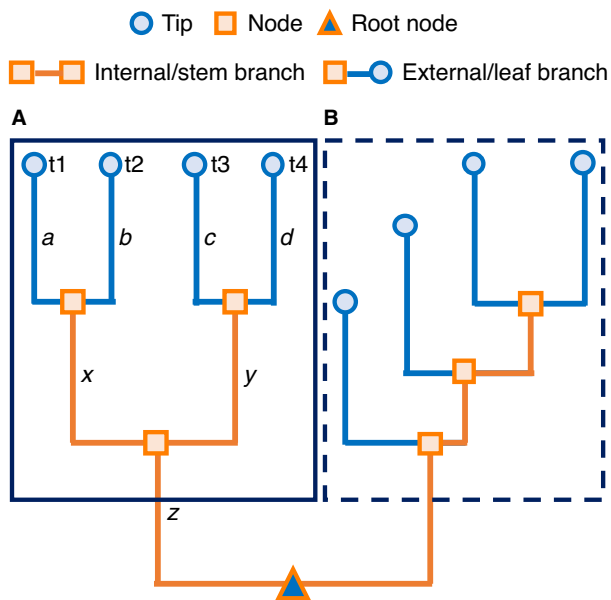 Tip Node Root node
Internal/stem branch External/leaf branch
A B
t1 t2 t3 t4
a b c d
x y
z